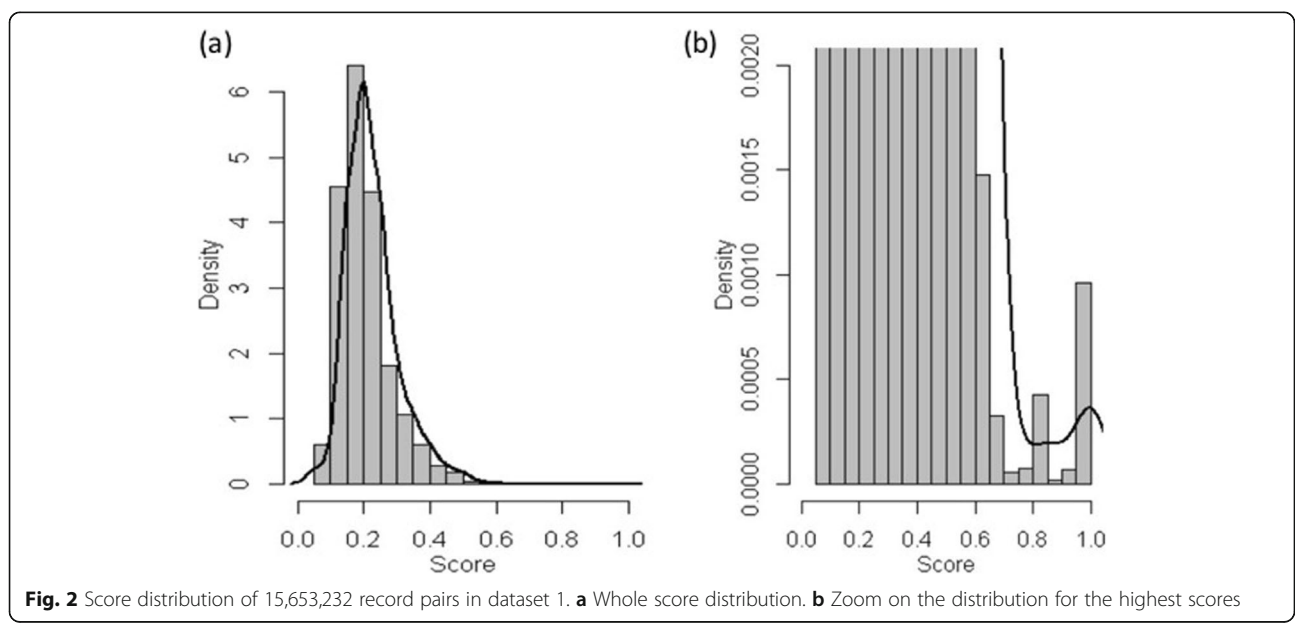 (a)
(b)
Density
0
1
2
3
4
5
6
0.0 0.2 0.4 0.6 0.8 1.0
Score
Density
0.0000
0.0005
0.0010
0.0015
0.0020
0.0 0.2 0.4 0.6 0.8 1.0
Score
Fig. 2 Score distribution of 15,653,232 record pairs in dataset 1. a Whole score distribution. b Zoom on the distribution for the highest scores